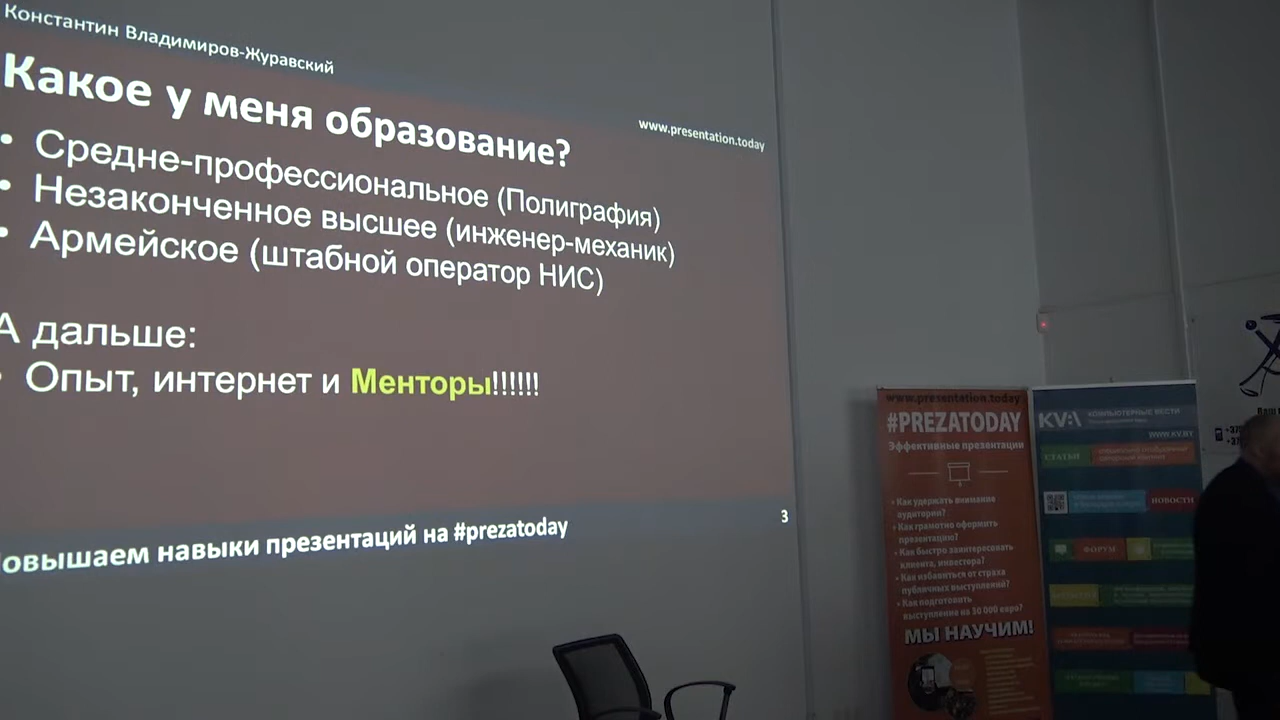 Константин Владимиров-Журавский
Какое у меня образование?
www.presentation.today
• Средне-профессиональное (Полиграфия)
• Незаконченное высшее (инженер-механик)
• Армейское (штабной оператор НИС)
А дальше:
• Опыт, интернет и Менторы!!!!!!
овышаем навыки презентаций на #prezatoday
3
www.presentation.today
#PREZATODAY
Эффективные презентации
• Как удержать внимание
аудитории?
• Как грамотно оформить
презентацию?
• Как быстро заинтересовать
клиента, инвестора?
• Как избавиться от страха
публичных выступлений?
• Как подготовить
выступление на 30 000 евро?
МЫ НАУЧИМ!
KV:\ КОМПЬЮТЕРНЫЕ ВЕСТИ
WWW.KV.BY
СТАТЬИ
НОВОСТИ
ФОРУМ